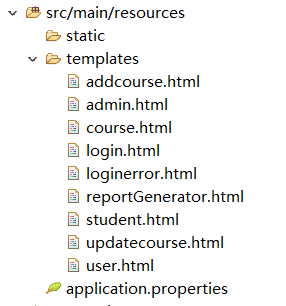 src/main/resources
static
templates
addcourse.html
admin.html
course.html
login.html
loginerror.html
reportGenerator.html
student.html
updatecourse.html
user.html
application.properties